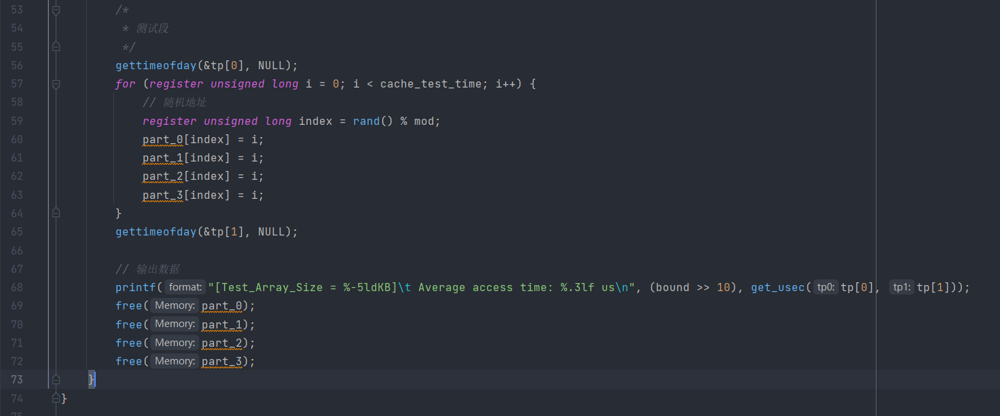 53 /*
54 * 测试段
55 */
56 gettimeofday(&tp[0], NULL);
57 for (register unsigned long i = 0; i < cache_test_time; i++) {
58 // 随机地址
59 register unsigned long index = rand() % mod;
60 part_0[index] = i;
61 part_1[index] = i;
62 part_2[index] = i;
63 part_3[index] = i;
64 }
65 gettimeofday(&tp[1], NULL);
66
67 // 输出数据
68 printf( format: "[Test_Array_Size = %-5ldKB]\t Average access time: %.3lf us\n", (bound >> 10), get_usec( tp0: tp[0], tp1: tp[1]));
69 free( Memory: part_0);
70 free( Memory: part_1);
71 free( Memory: part_2);
72 free( Memory: part_3);
73 }
74 }
75